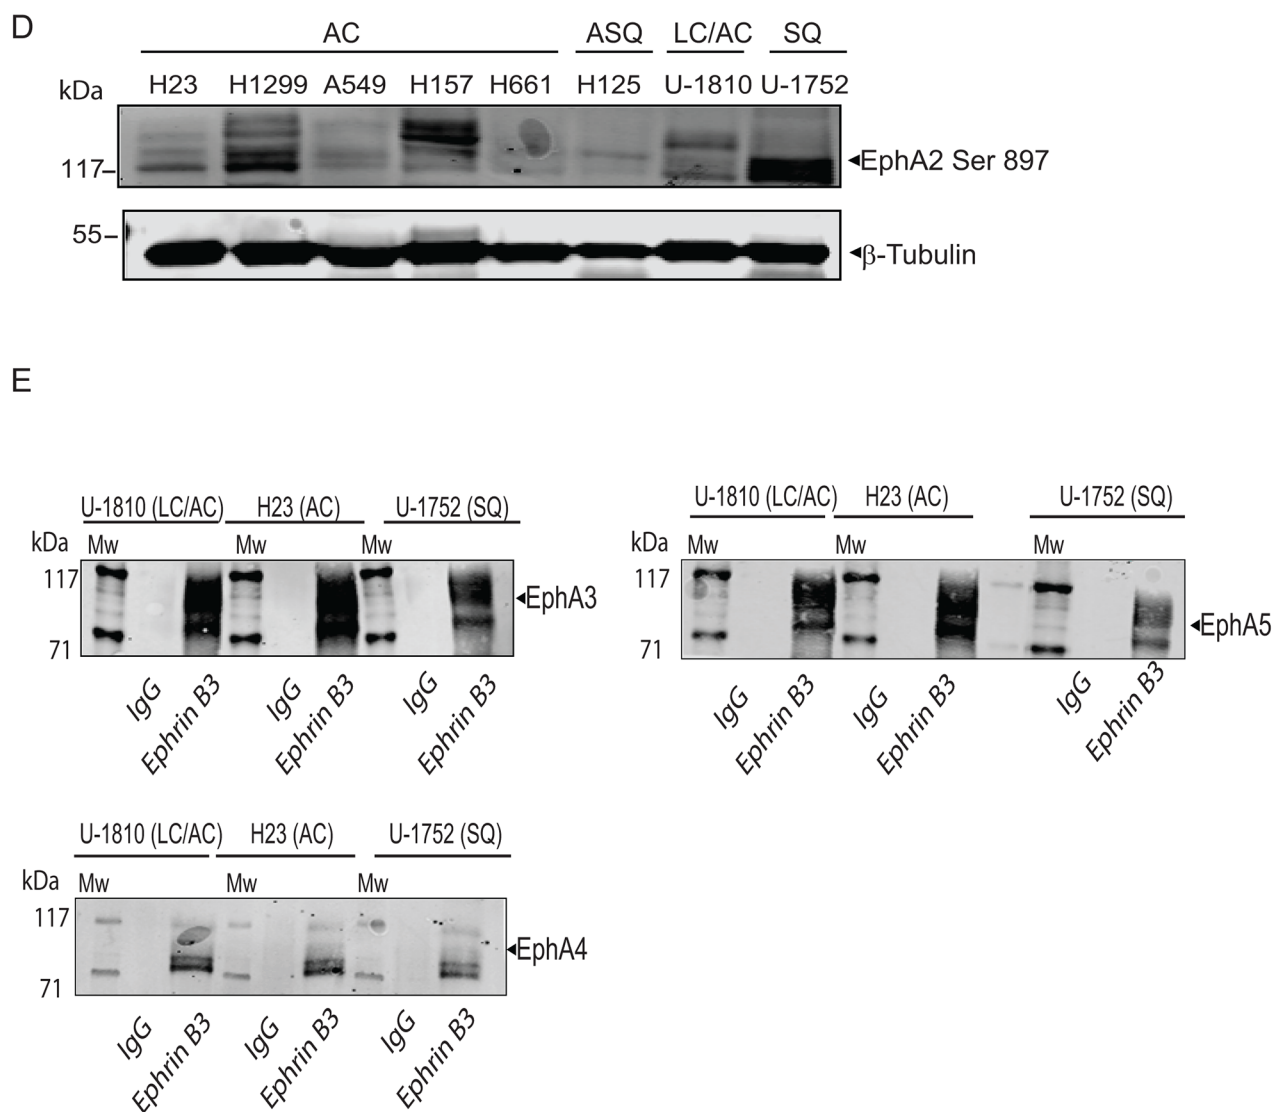 D
AC ASQ LC/AC SQ
kDa H23 H1299 A549 H157 H661 H125 U-1810 U-1752
117 EphA2 Ser 897
55 β-Tubulin
E
U-1810 (LC/AC) H23 (AC) U-1752 (SQ)
kDa Mw Mw Mw
117
EphA3
71
IgG Ephrin B3 IgG Ephrin B3 IgG Ephrin B3
U-1810 (LC/AC) H23 (AC) U-1752 (SQ)
kDa Mw Mw Mw
117
EphA5
71
IgG Ephrin B3 IgG Ephrin B3 IgG Ephrin B3
U-1810 (LC/AC) H23 (AC) U-1752 (SQ)
kDa Mw Mw Mw
117
EphA4
71
IgG Ephrin B3 IgG Ephrin B3 IgG Ephrin B3